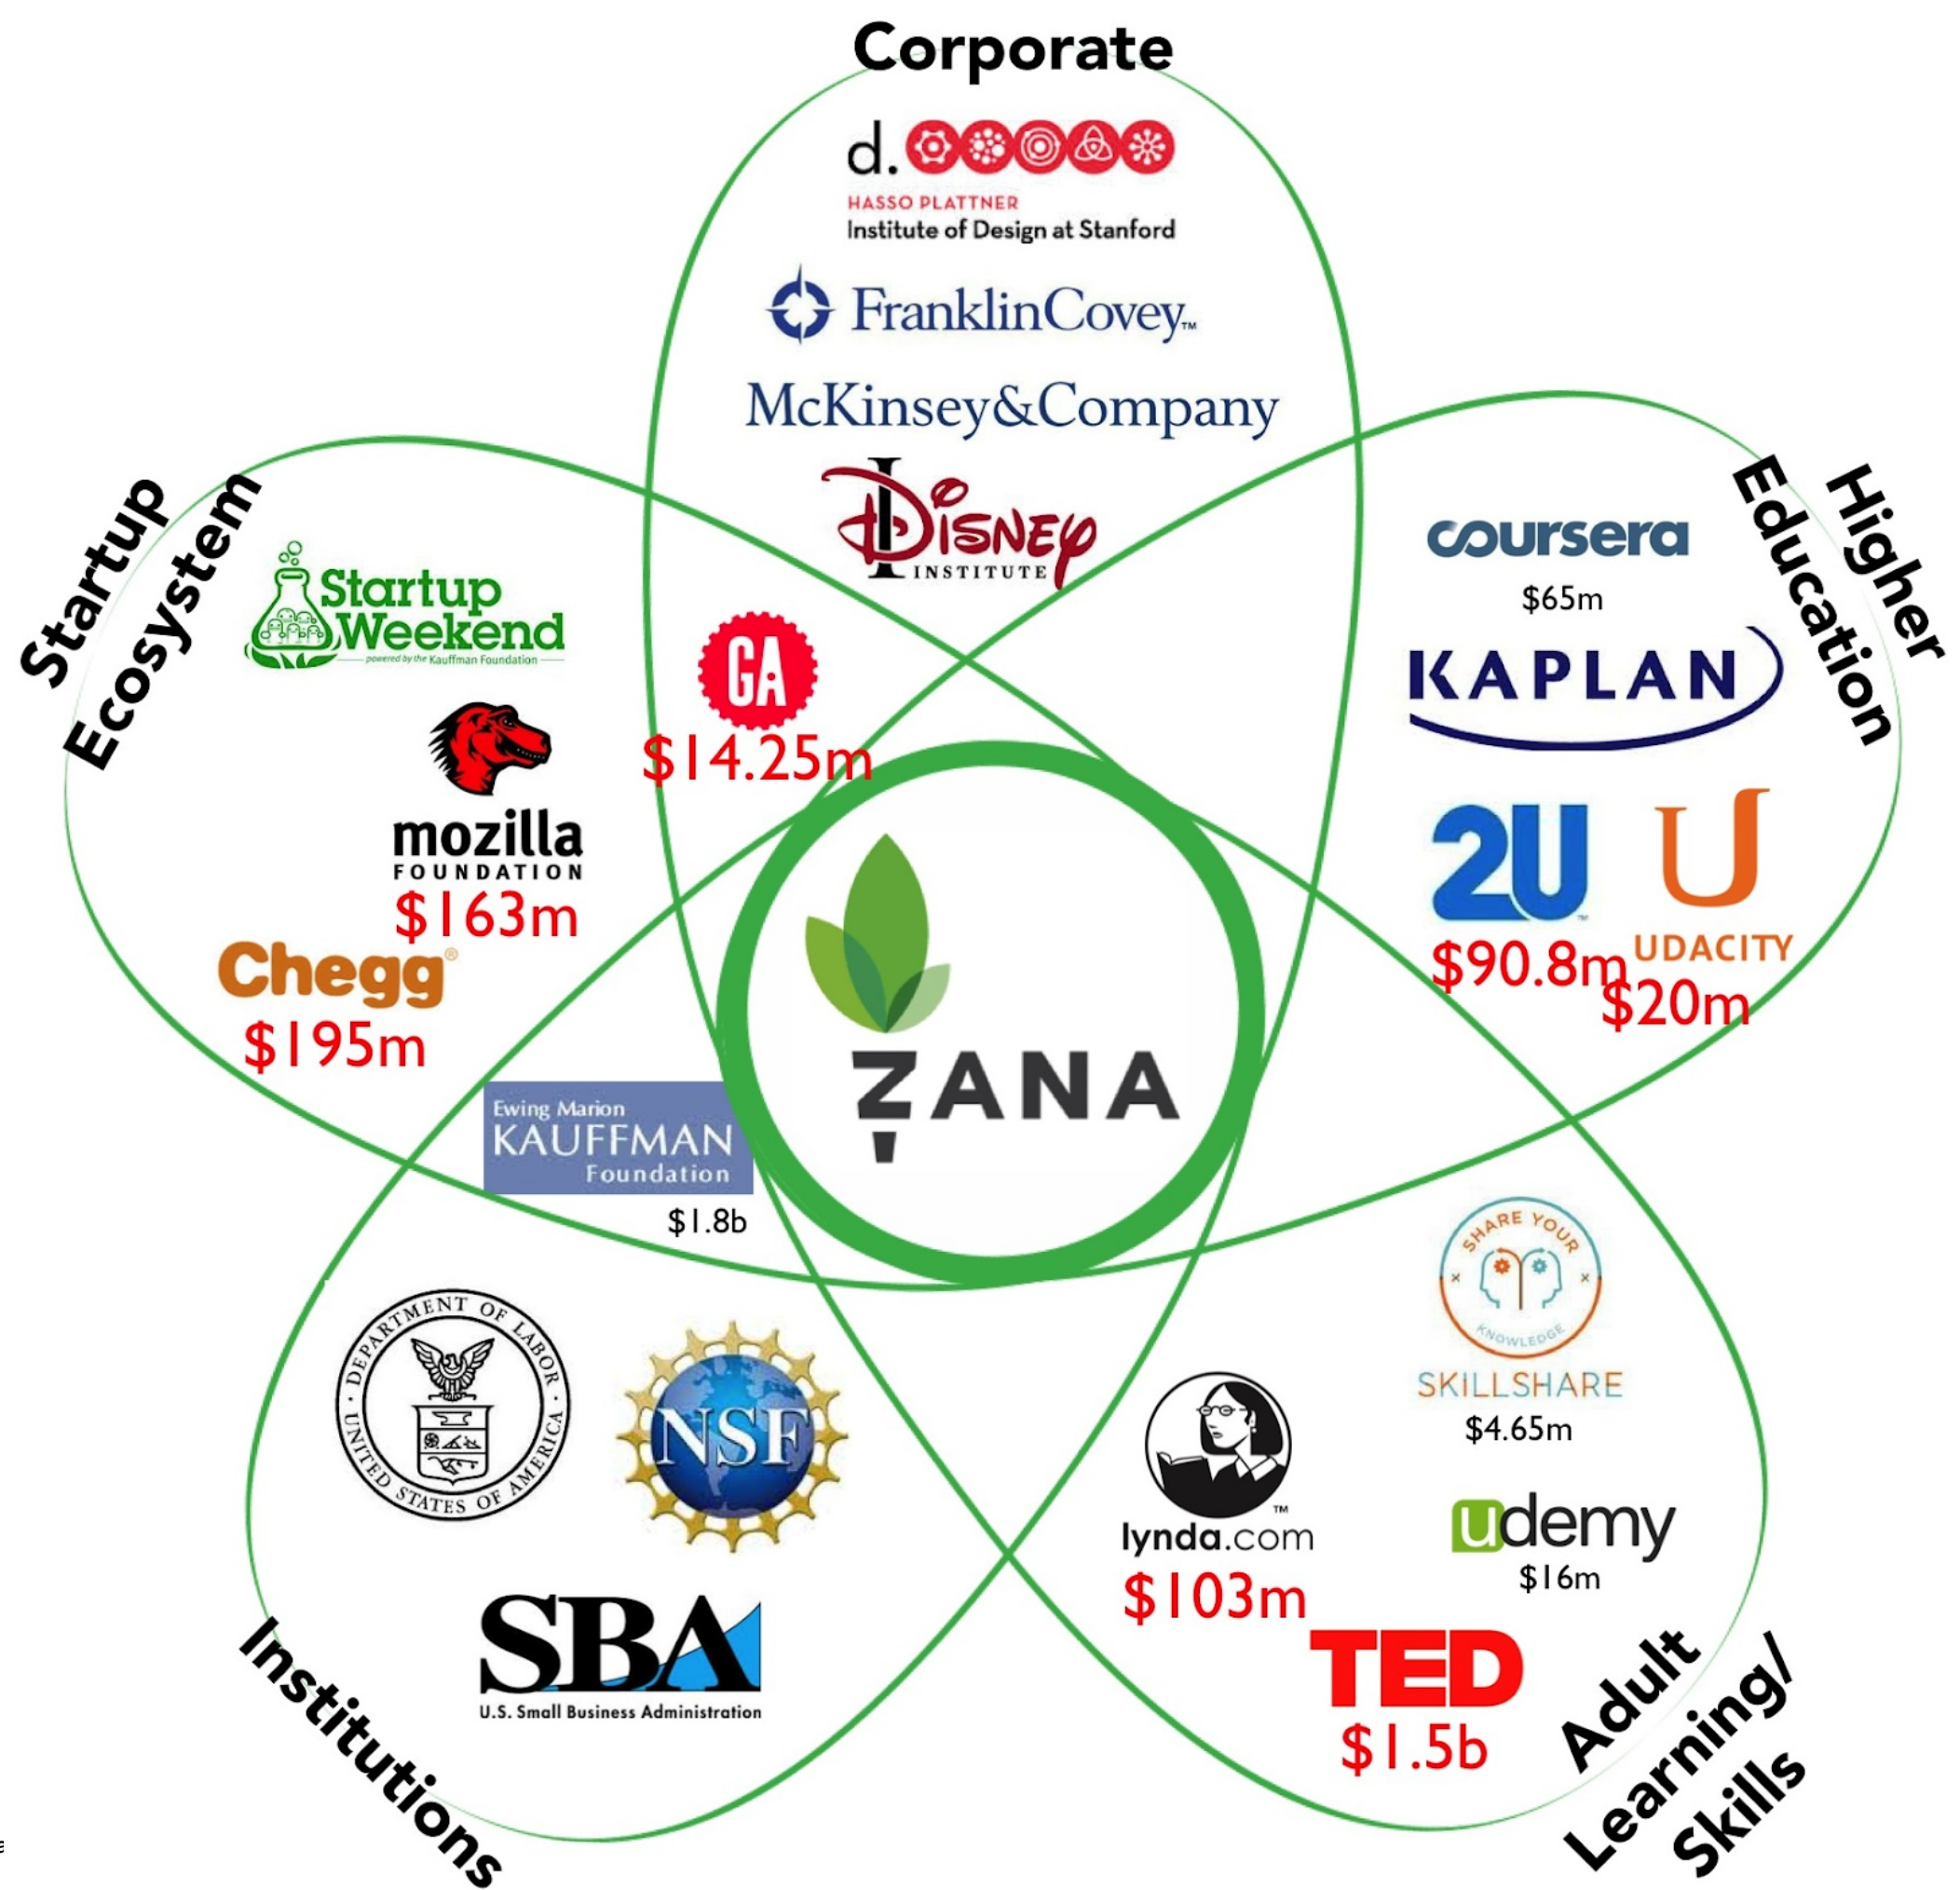 Corporate
d.
HASSO PLATTNER
Institute of Design at Stanford
FranklinCovey™
McKinsey&Company
Disney
INSTITUTE
Startup
Ecosystem
Startup
Weekend
powered by the Kauffman Foundation
mozilla
FOUNDATION
$163m
Chegg®
$195m
GA
$14.25m
Higher
Education
coursera
$65m
KAPLAN
2U™
$90.8m
U
UDACITY
$20m
ZANA
Ewing Marion
KAUFFMAN
Foundation
$1.8b
DEPARTMENT OF LABOR
UNITED STATES OF AMERICA
NSF
SBA
U.S. Small Business Administration
Institutions
SHARE YOUR
KNOWLEDGE
SKILLSHARE
$4.65m
™
lynda.com
$103m
udemy
$16m
TED
$1.5b
Adult
Learning/
Skills
a